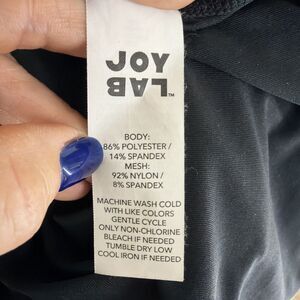 JOY
LAB™
BODY:
86% POLYESTER /
14% SPANDEX
MESH:
92% NYLON /
8% SPANDEX
MACHINE WASH COLD
WITH LIKE COLORS
GENTLE CYCLE
ONLY NON-CHLORINE
BLEACH IF NEEDED
TUMBLE DRY LOW
COOL IRON IF NEEDED